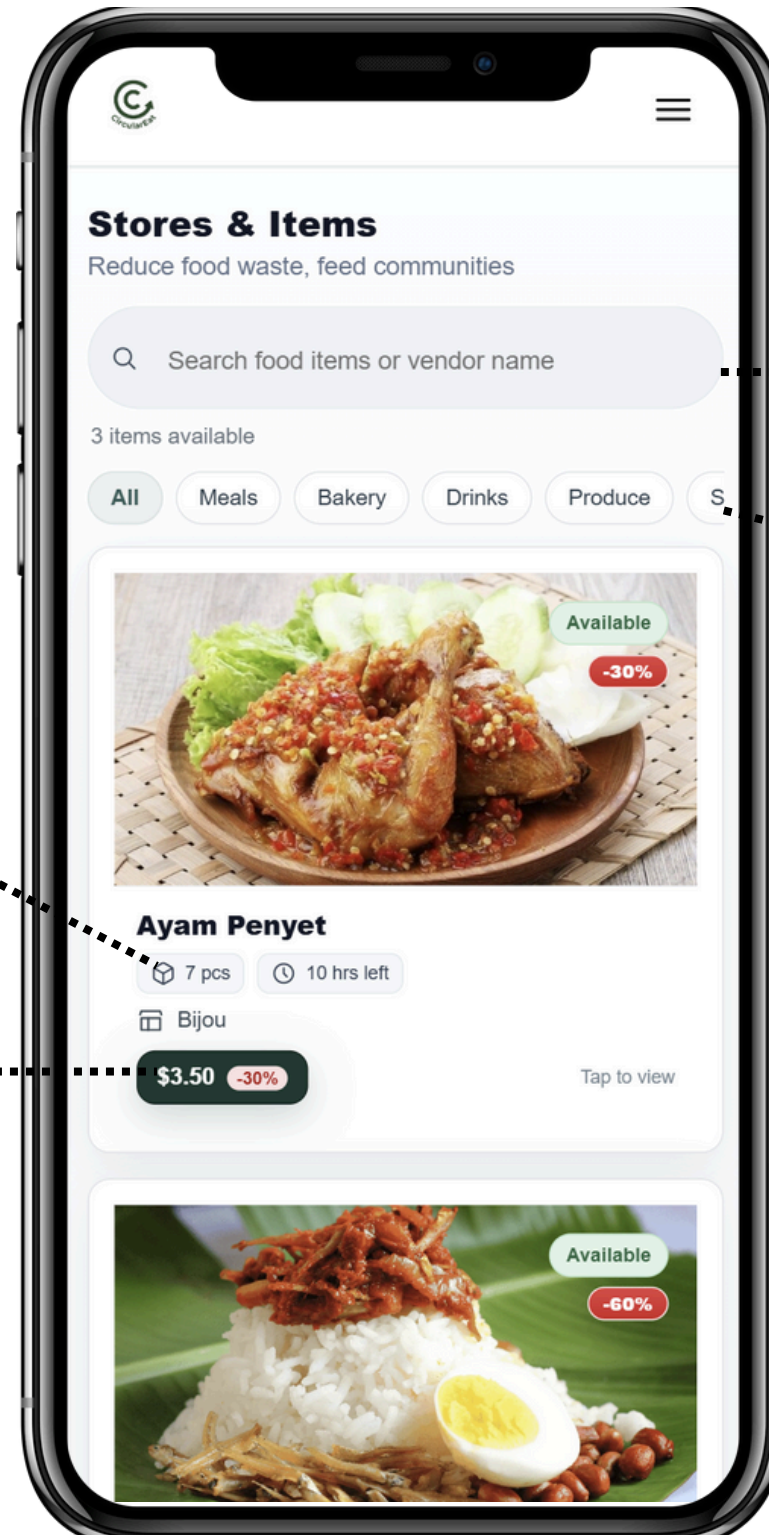 C
CircularEat
Stores & Items
Reduce food waste, feed communities
Search food items or vendor name
3 items available
All Meals Bakery Drinks Produce S
Available
-30%
Ayam Penyet
7 pcs 10 hrs left
Bijou
$3.50 -30% Tap to view
Available
-60%